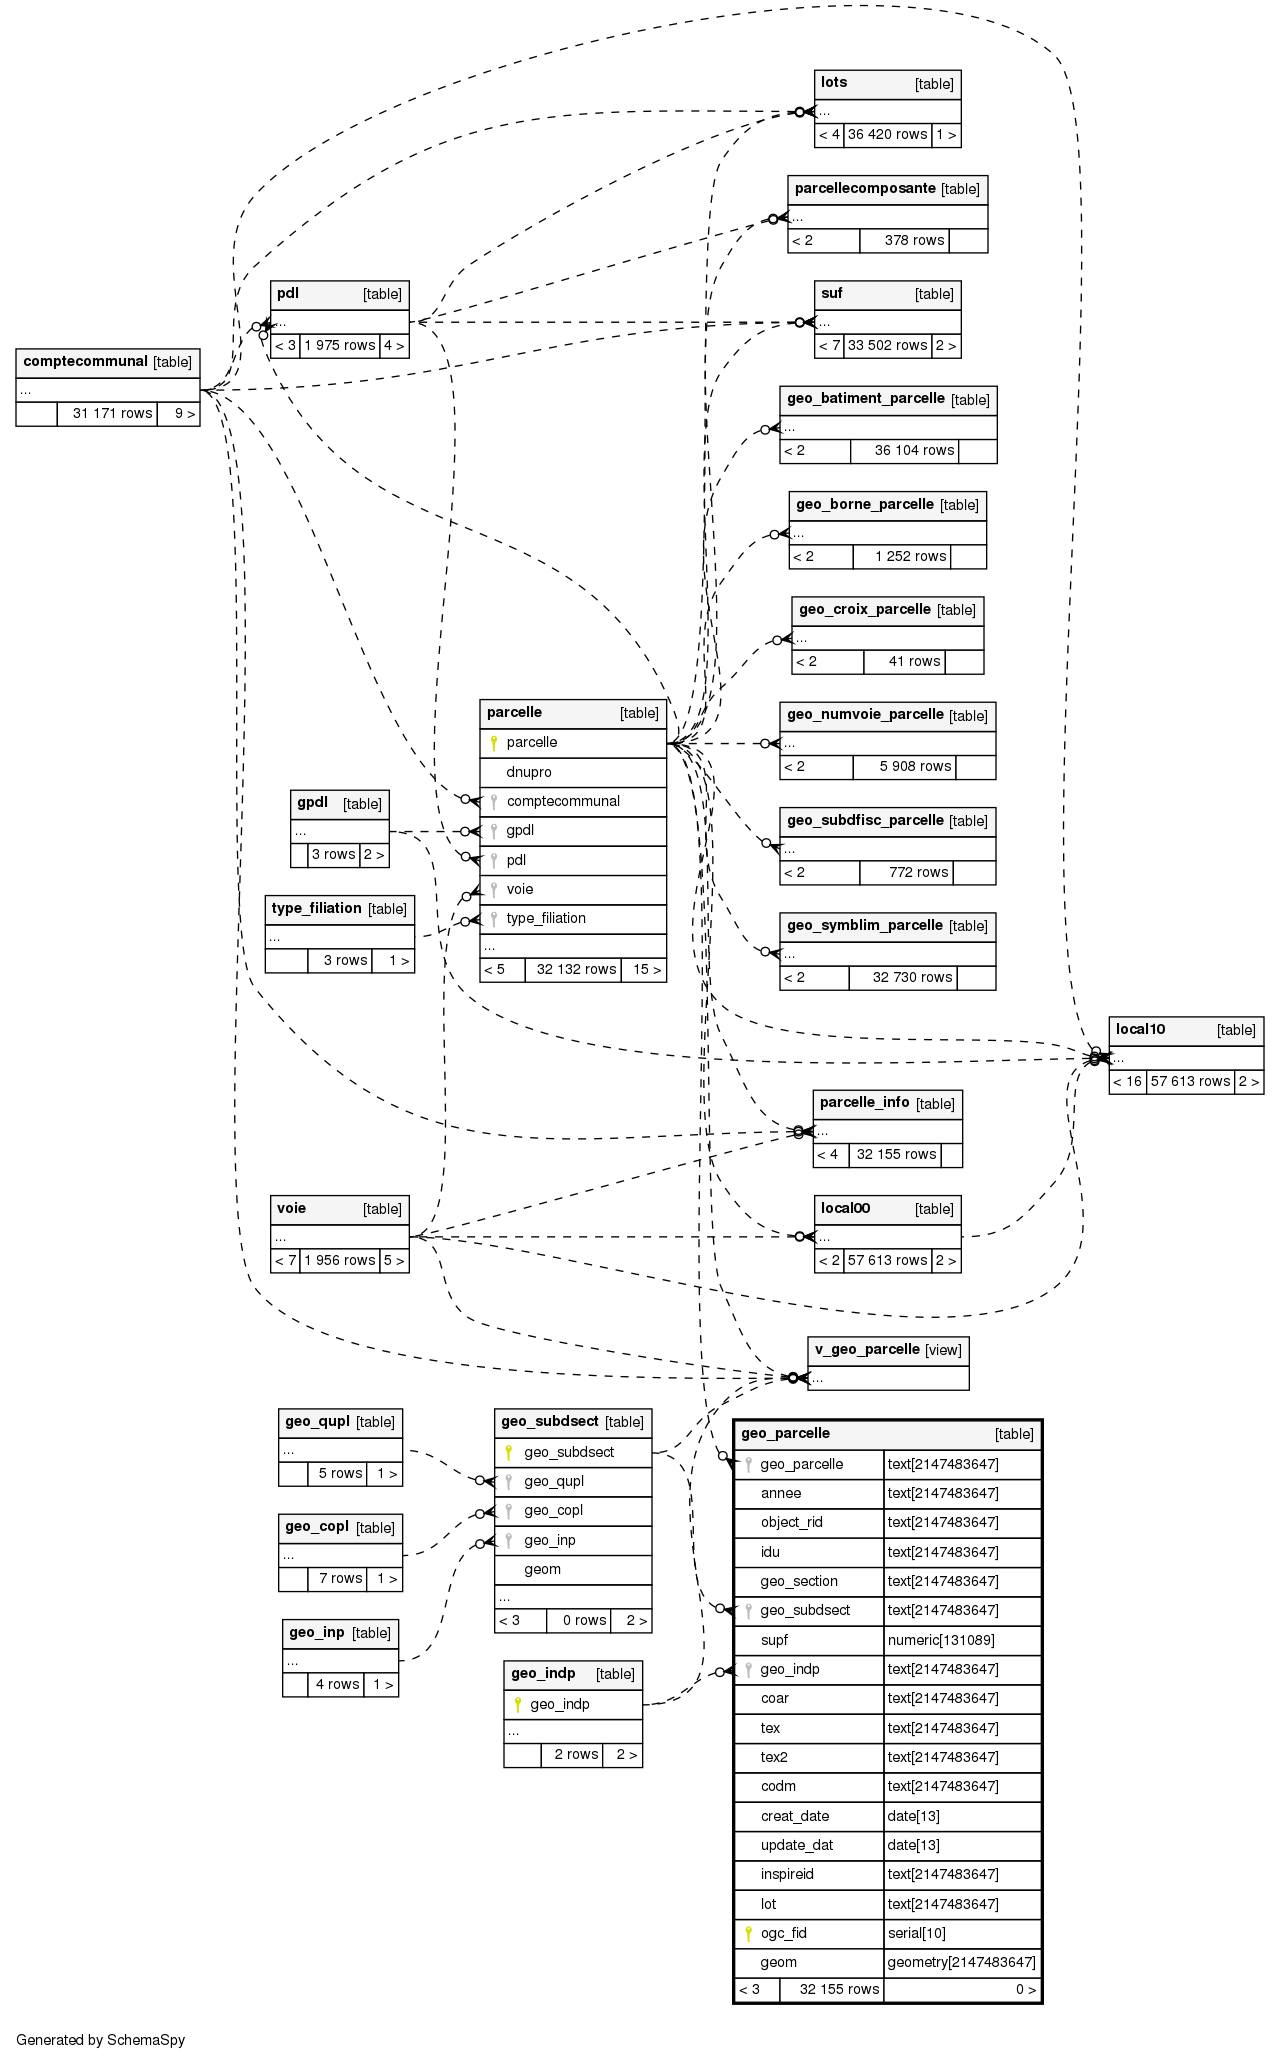 lots [table]
...
< 4 36 420 rows 1 >
parcellecomposante [table]
...
< 2 378 rows
pdl [table]
...
< 3 1 975 rows 4 >
suf [table]
...
< 7 33 502 rows 2 >
comptecommunal [table]
...
31 171 rows 9 >
geo_batiment_parcelle [table]
...
< 2 36 104 rows
geo_borne_parcelle [table]
...
< 2 1 252 rows
geo_croix_parcelle [table]
...
< 2 41 rows
parcelle [table]
parcelle
dnupro
comptecommunal
gpdl
pdl
voie
type_filiation
...
< 5 32 132 rows 15 >
geo_numvoie_parcelle [table]
...
< 2 5 908 rows
gpdl [table]
...
3 rows 2 >
geo_subdfisc_parcelle [table]
...
< 2 772 rows
type_filiation [table]
...
3 rows 1 >
geo_symblim_parcelle [table]
...
< 2 32 730 rows
local10 [table]
...
< 16 57 613 rows 2 >
parcelle_info [table]
...
< 4 32 155 rows
voie [table]
...
< 7 1 956 rows 5 >
local00 [table]
...
< 2 57 613 rows 2 >
v_geo_parcelle [view]
...
geo_qupl [table]
...
5 rows 1 >
geo_subdsect [table]
geo_subdsect
geo_qupl
geo_copl
geo_inp
geom
...
< 3 0 rows 2 >
geo_copl [table]
...
7 rows 1 >
geo_inp [table]
...
4 rows 1 >
geo_indp [table]
geo_indp
...
2 rows 2 >
geo_parcelle [table]
geo_parcelle text[2147483647]
annee text[2147483647]
object_rid text[2147483647]
idu text[2147483647]
geo_section text[2147483647]
geo_subdsect text[2147483647]
supf numeric[131089]
geo_indp text[2147483647]
coar text[2147483647]
tex text[2147483647]
tex2 text[2147483647]
codm text[2147483647]
creat_date date[13]
update_dat date[13]
inspireid text[2147483647]
lot text[2147483647]
ogc_fid serial[10]
geom geometry[2147483647]
< 3 32 155 rows 0 >
Generated by SchemaSpy